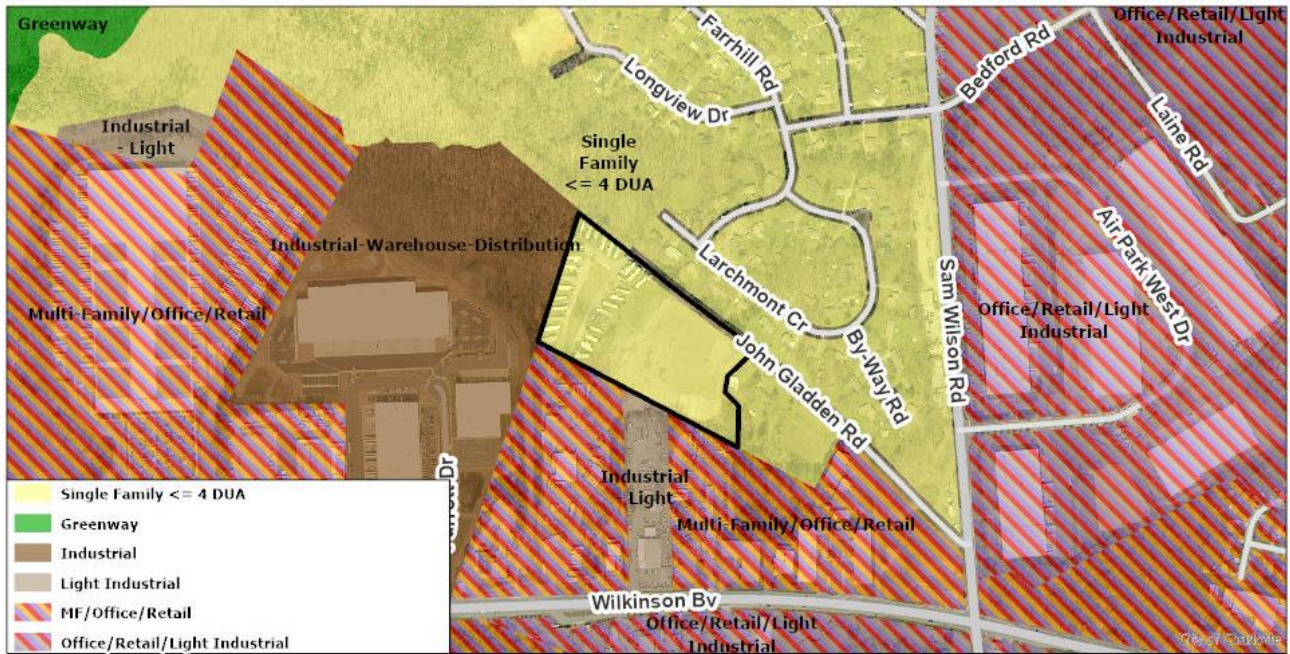 Greenway
Office/Retail/Light
Industrial
Farrhill Rd
Bedford Rd
Longview Dr
Laine Rd
Industrial
- Light
Single
Family
<= 4 DUA
Air Park West Dr
Industrial-Warehouse-Distribution
Larchmont Cr
Sam Wilson Rd
Multi-Family/Office/Retail
Office/Retail/Light
Industrial
By-Way Rd
John Gladden Rd
Industrial
- Light
Multi-Family/Office/Retail
Wilkinson Bv
Office/Retail/Light
Industrial
Single Family <= 4 DUA
Greenway
Industrial
Light Industrial
MF/Office/Retail
Office/Retail/Light Industrial
City of Charlotte